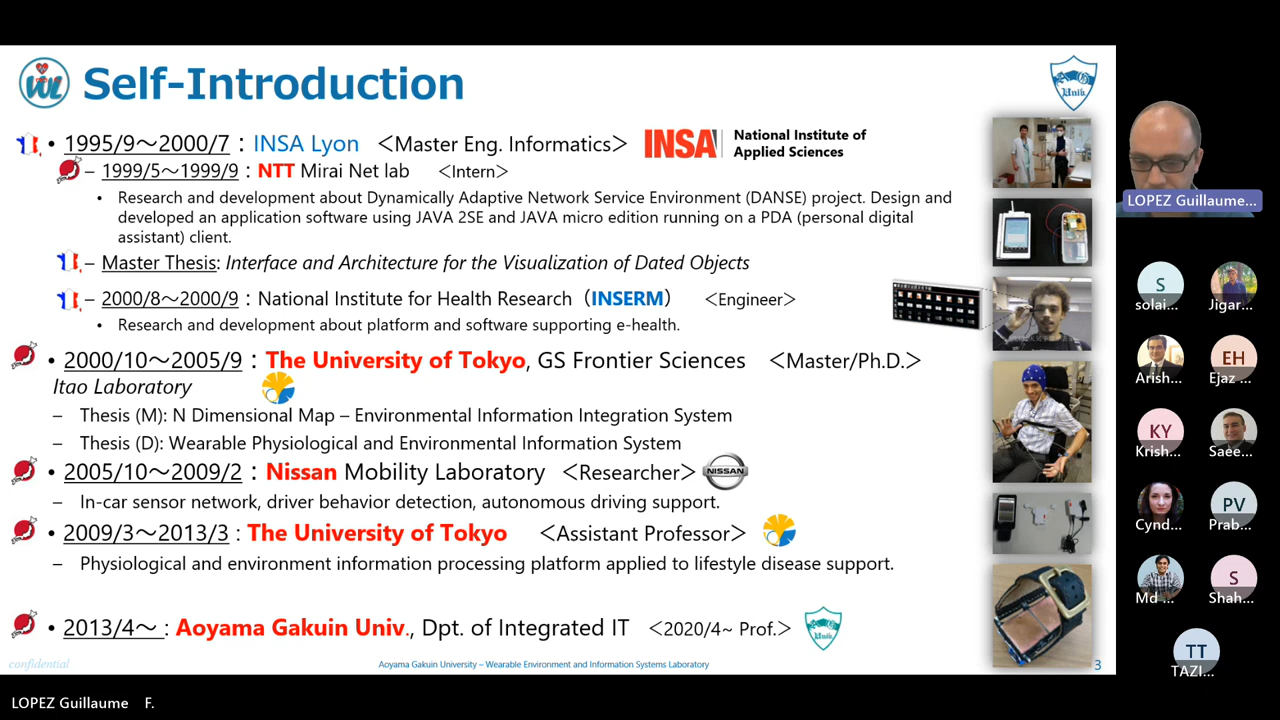 Self-Introduction
• 1995/9～2000/7 : INSA Lyon <Master Eng. Informatics> INSA National Institute of
Applied Sciences
– 1999/5～1999/9 : NTT Mirai Net lab <Intern>
• Research and development about Dynamically Adaptive Network Service Environment (DANSE) project. Design and
developed an application software using JAVA 2SE and JAVA micro edition running on a PDA (personal digital
assistant) client.
– Master Thesis: Interface and Architecture for the Visualization of Dated Objects
– 2000/8～2000/9 : National Institute for Health Research（INSERM） <Engineer>
• Research and development about platform and software supporting e-health.
• 2000/10～2005/9 : The University of Tokyo, GS Frontier Sciences <Master/Ph.D.>
Itao Laboratory
– Thesis (M): N Dimensional Map – Environmental Information Integration System
– Thesis (D): Wearable Physiological and Environmental Information System
• 2005/10～2009/2 : Nissan Mobility Laboratory <Researcher> NISSAN
– In-car sensor network, driver behavior detection, autonomous driving support.
• 2009/3～2013/3 : The University of Tokyo <Assistant Professor>
– Physiological and environment information processing platform applied to lifestyle disease support.
• 2013/4～ : Aoyama Gakuin Univ., Dpt. of Integrated IT <2020/4~ Prof.>
confidential
Aoyama Gakuin University – Wearable Environment and Information Systems Laboratory
3
LOPEZ Guillaume...
S
solai...
Jigar...
Arish...
EH
Ejaz ...
KY
Krish...
Saee...
Cynd...
PV
Prab...
Md ...
S
Shah...
TT
TAZI...
LOPEZ Guillaume F.